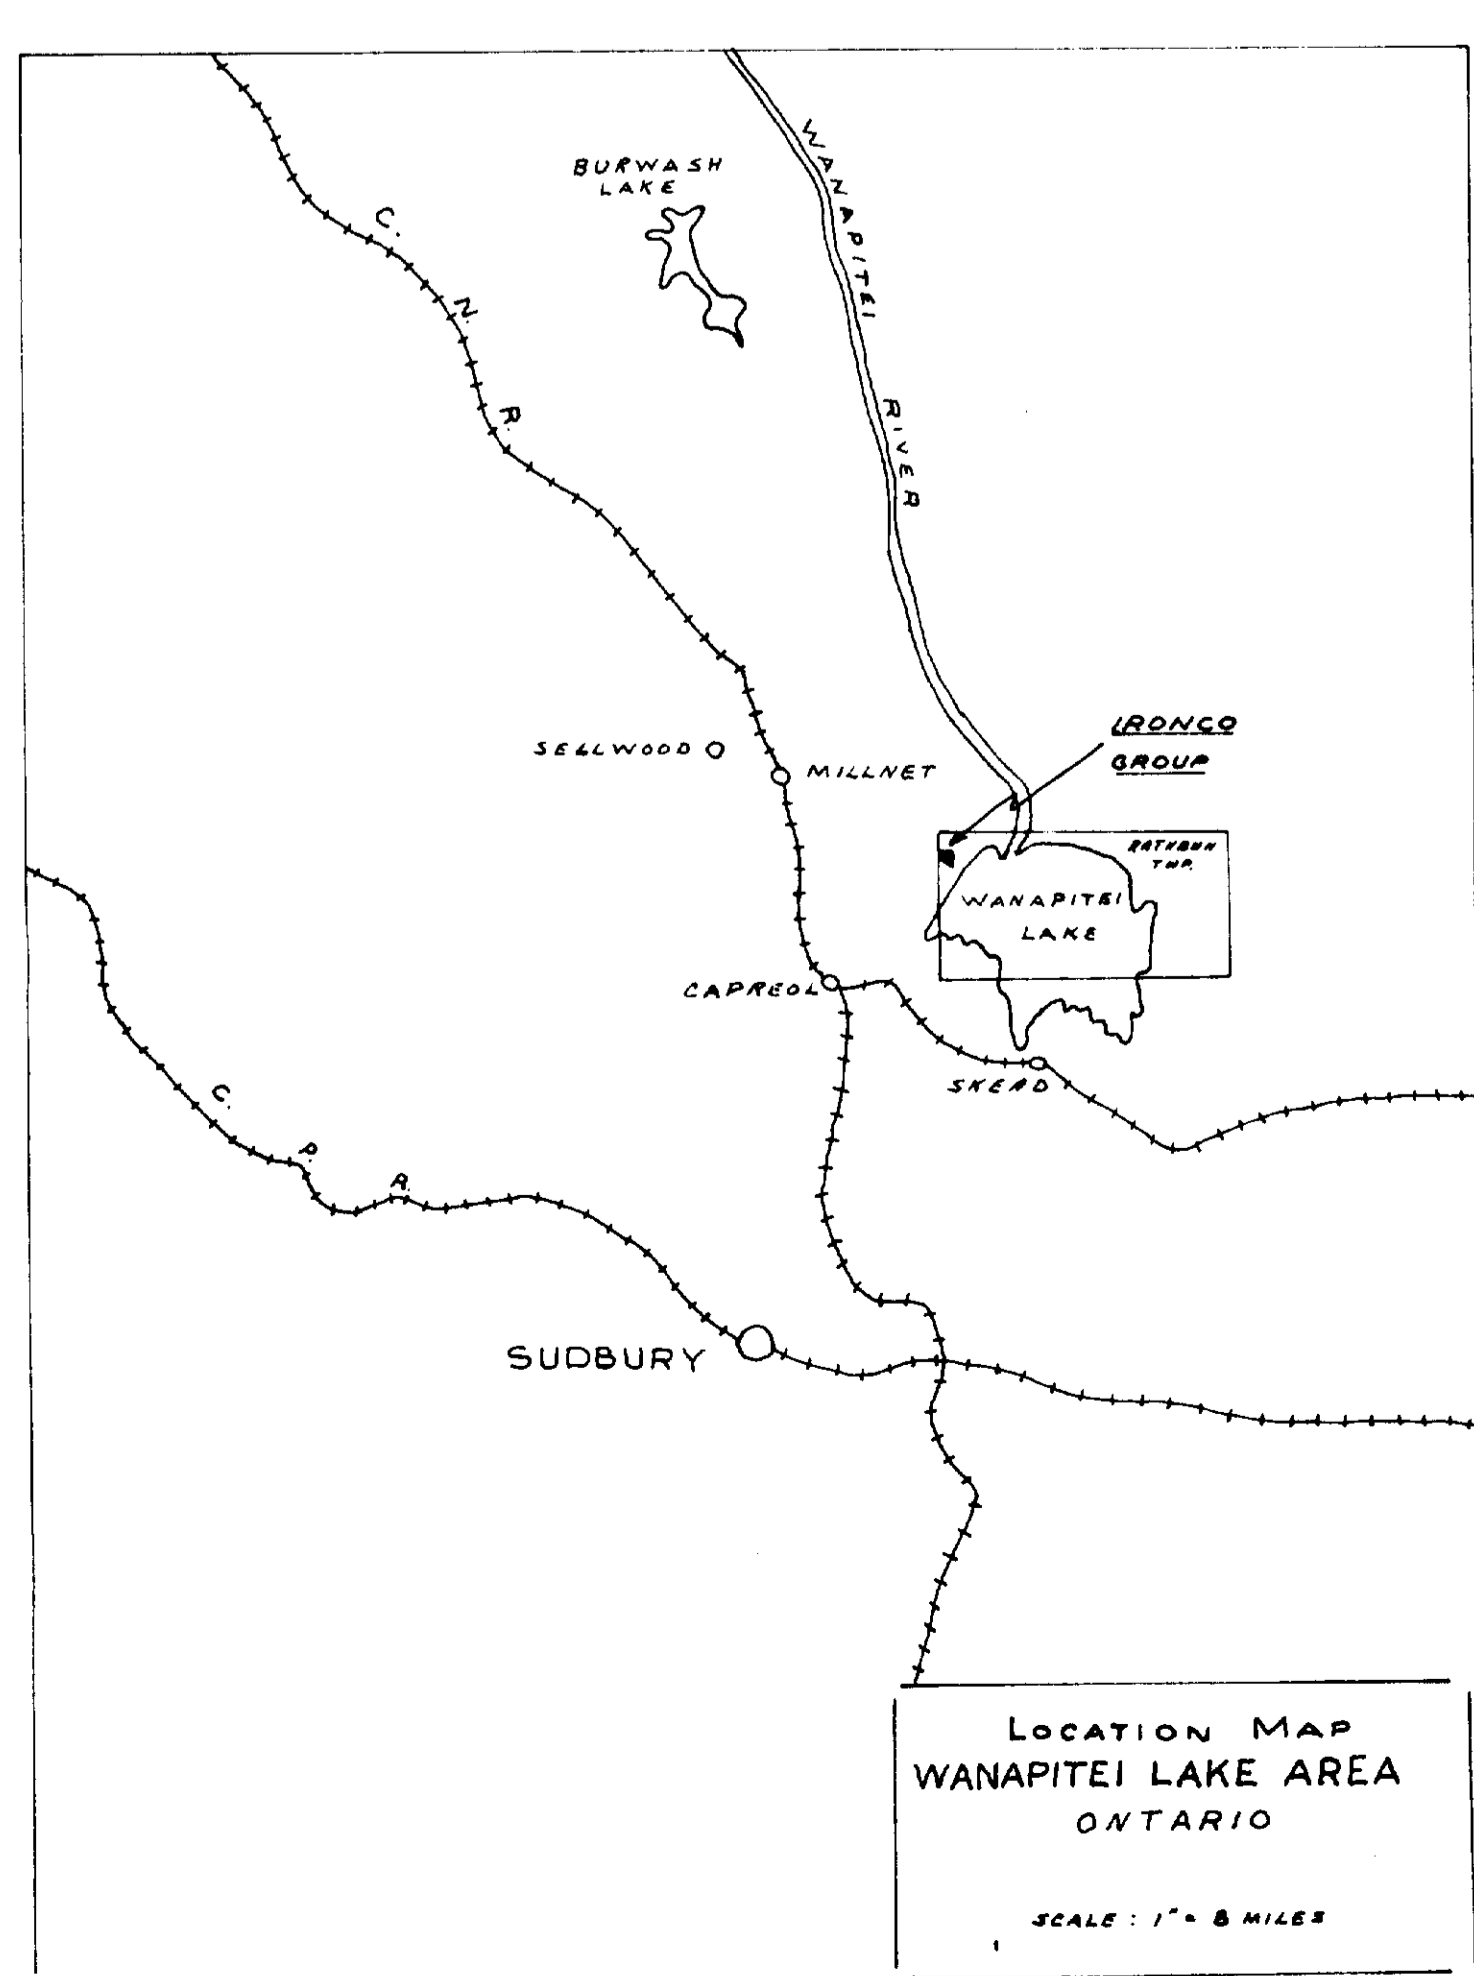 WANAPITEI RIVER
BURWASH
LAKE
C. N. R.
IRONCO
GROUP
SELLWOOD
MILLNET
RATHBUN
TWP.
WANAPITEI
LAKE
CAPREOL
SKEAD
C. P. R.
SUDBURY
LOCATION MAP
WANAPITEI LAKE AREA
ONTARIO
SCALE : 1" = 8 MILES